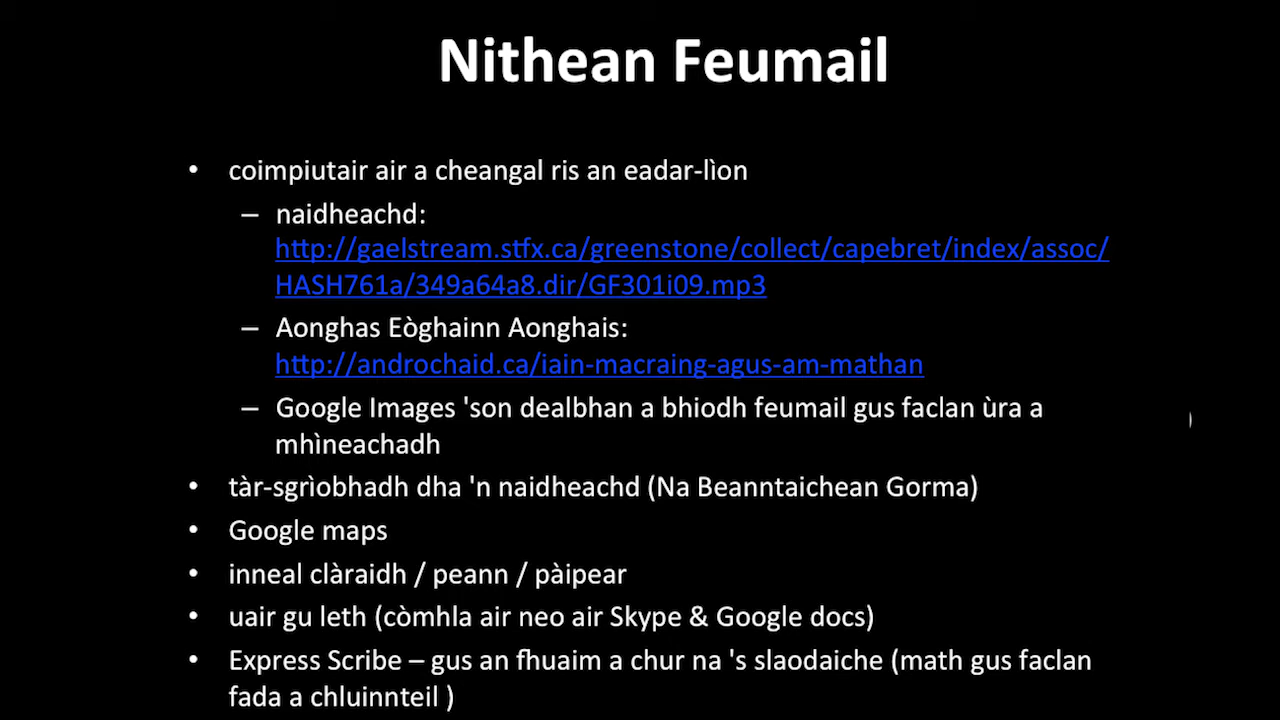 Nithean Feumail
• coimpiutair air a cheangal ris an eadar-lìon
– naidheachd:
http://gaelstream.stfx.ca/greenstone/collect/capebret/index/assoc/
HASH761a/349a64a8.dir/GF301i09.mp3
– Aonghas Eòghainn Aonghais:
http://androchaid.ca/iain-macraing-agus-am-mathan
– Google Images 'son dealbhan a bhiodh feumail gus faclan ùra a
mhìneachadh
• tàr-sgrìobhadh dha 'n naidheachd (Na Beanntaichean Gorma)
• Google maps
• inneal clàraidh / peann / pàipear
• uair gu leth (còmhla air neo air Skype & Google docs)
• Express Scribe – gus an fhuaim a chur na 's slaodaiche (math gus faclan
fada a chluinnteil )